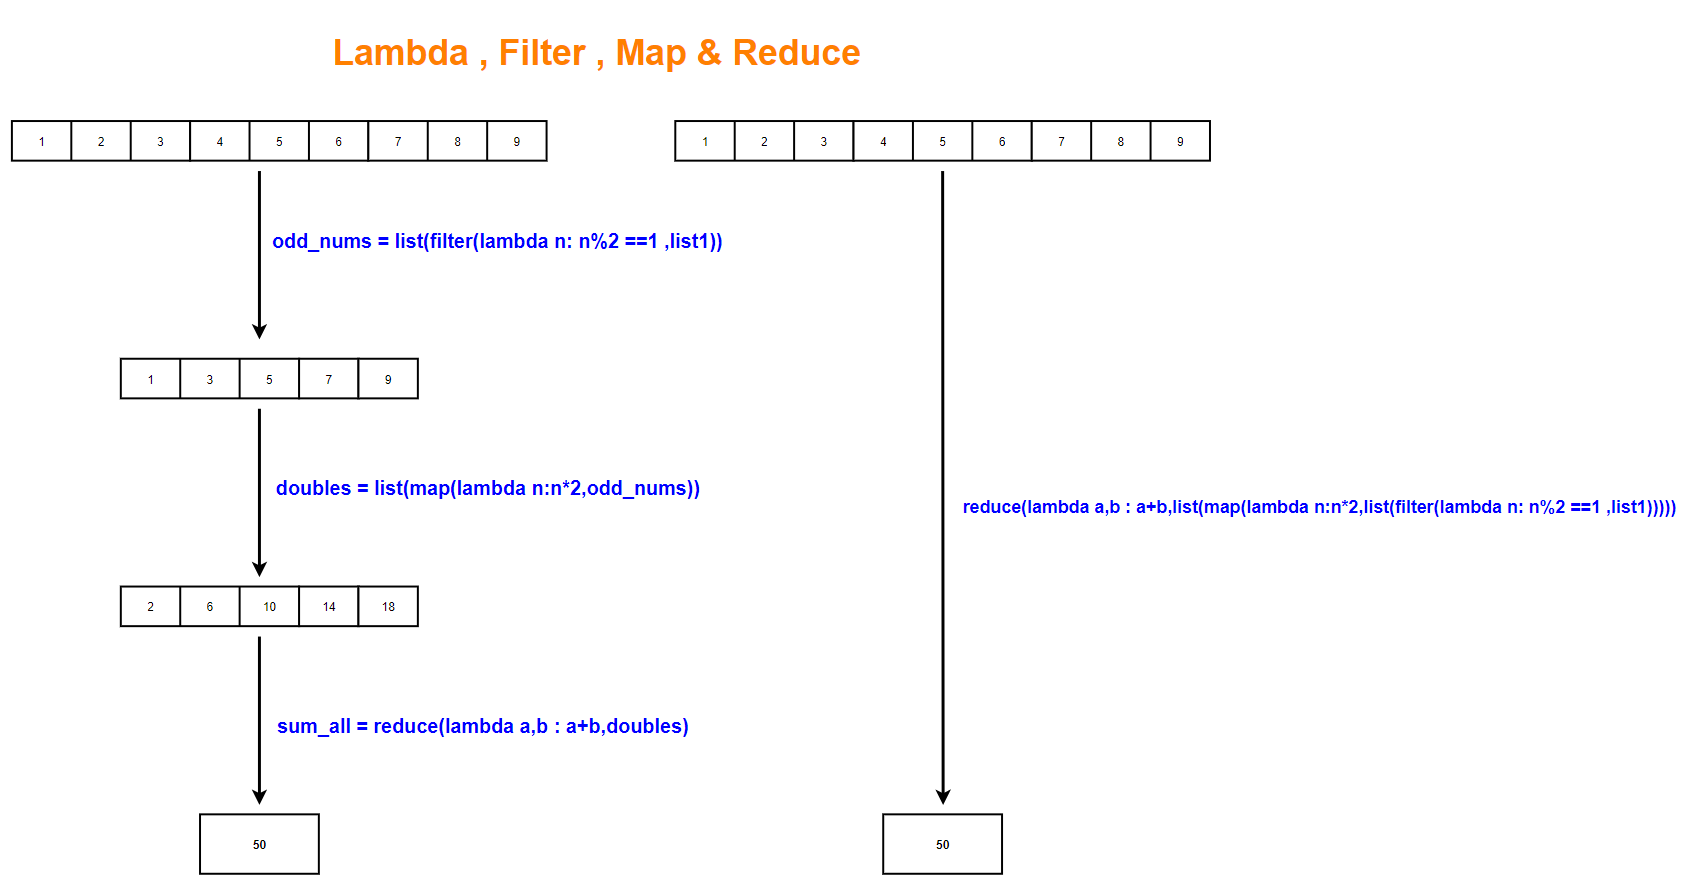 Lambda , Filter , Map & Reduce
1 2 3 4 5 6 7 8 9
1 2 3 4 5 6 7 8 9
odd_nums = list(filter(lambda n: n%2 ==1 ,list1))
1 3 5 7 9
doubles = list(map(lambda n:n*2,odd_nums))
reduce(lambda a,b : a+b,list(map(lambda n:n*2,list(filter(lambda n: n%2 ==1 ,list1)))))
2 6 10 14 18
sum_all = reduce(lambda a,b : a+b,doubles)
50
50